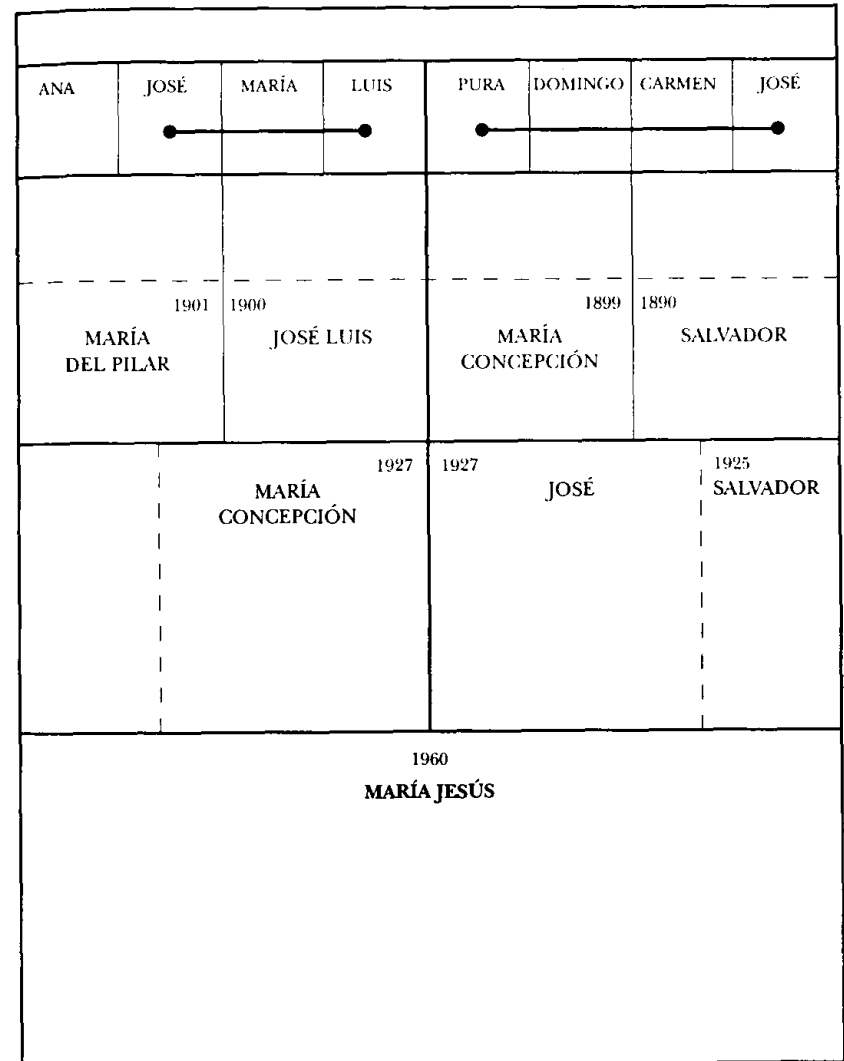 ANA JOSÉ MARÍA LUIS PURA DOMINGO CARMEN JOSÉ
1901 1900 1899 1890
MARÍA DEL PILAR
JOSÉ LUIS
MARÍA CONCEPCIÓN
SALVADOR
1927 1927 1925
MARÍA CONCEPCIÓN
JOSÉ
SALVADOR
1960
MARÍA JESÚS